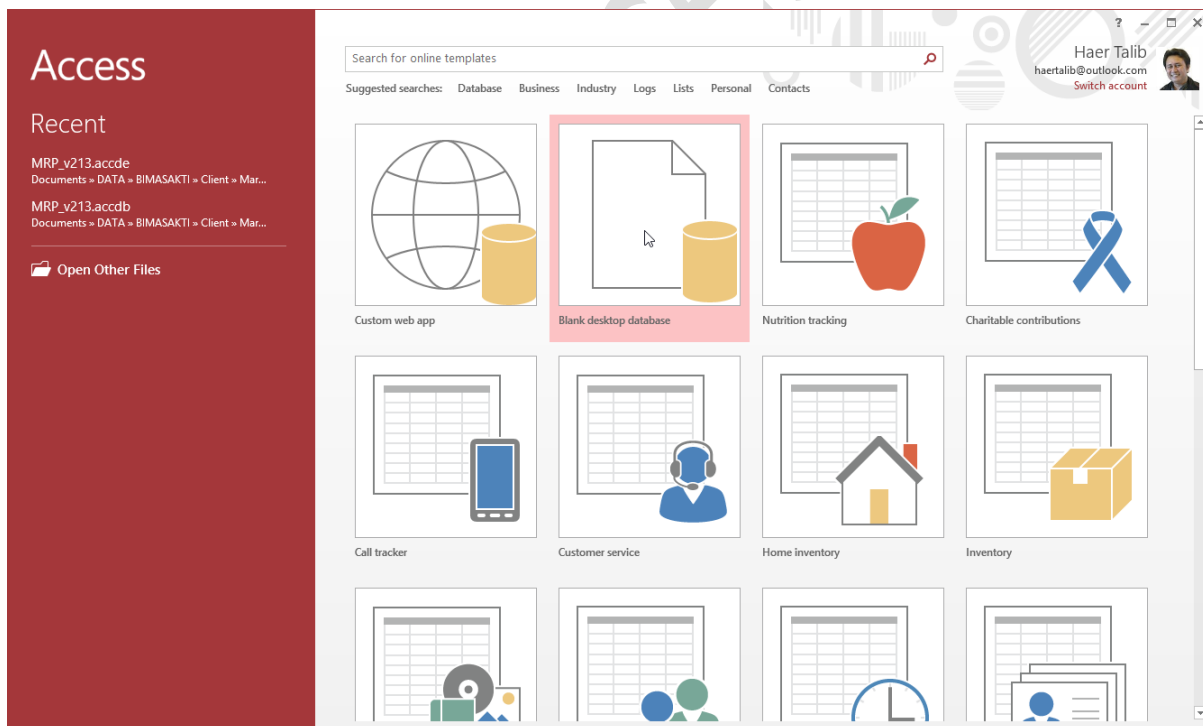 Access
Recent
MRP_v213.accde
Documents » DATA » BIMASAKTI » Client » Mar...
MRP_v213.accdb
Documents » DATA » BIMASAKTI » Client » Mar...
Open Other Files
?
Search for online templates
Haer Talib
haertalib@outlook.com
Switch account
Suggested searches: Database Business Industry Logs Lists Personal Contacts
Custom web app Blank desktop database Nutrition tracking Charitable contributions
Call tracker Customer service Home inventory Inventory